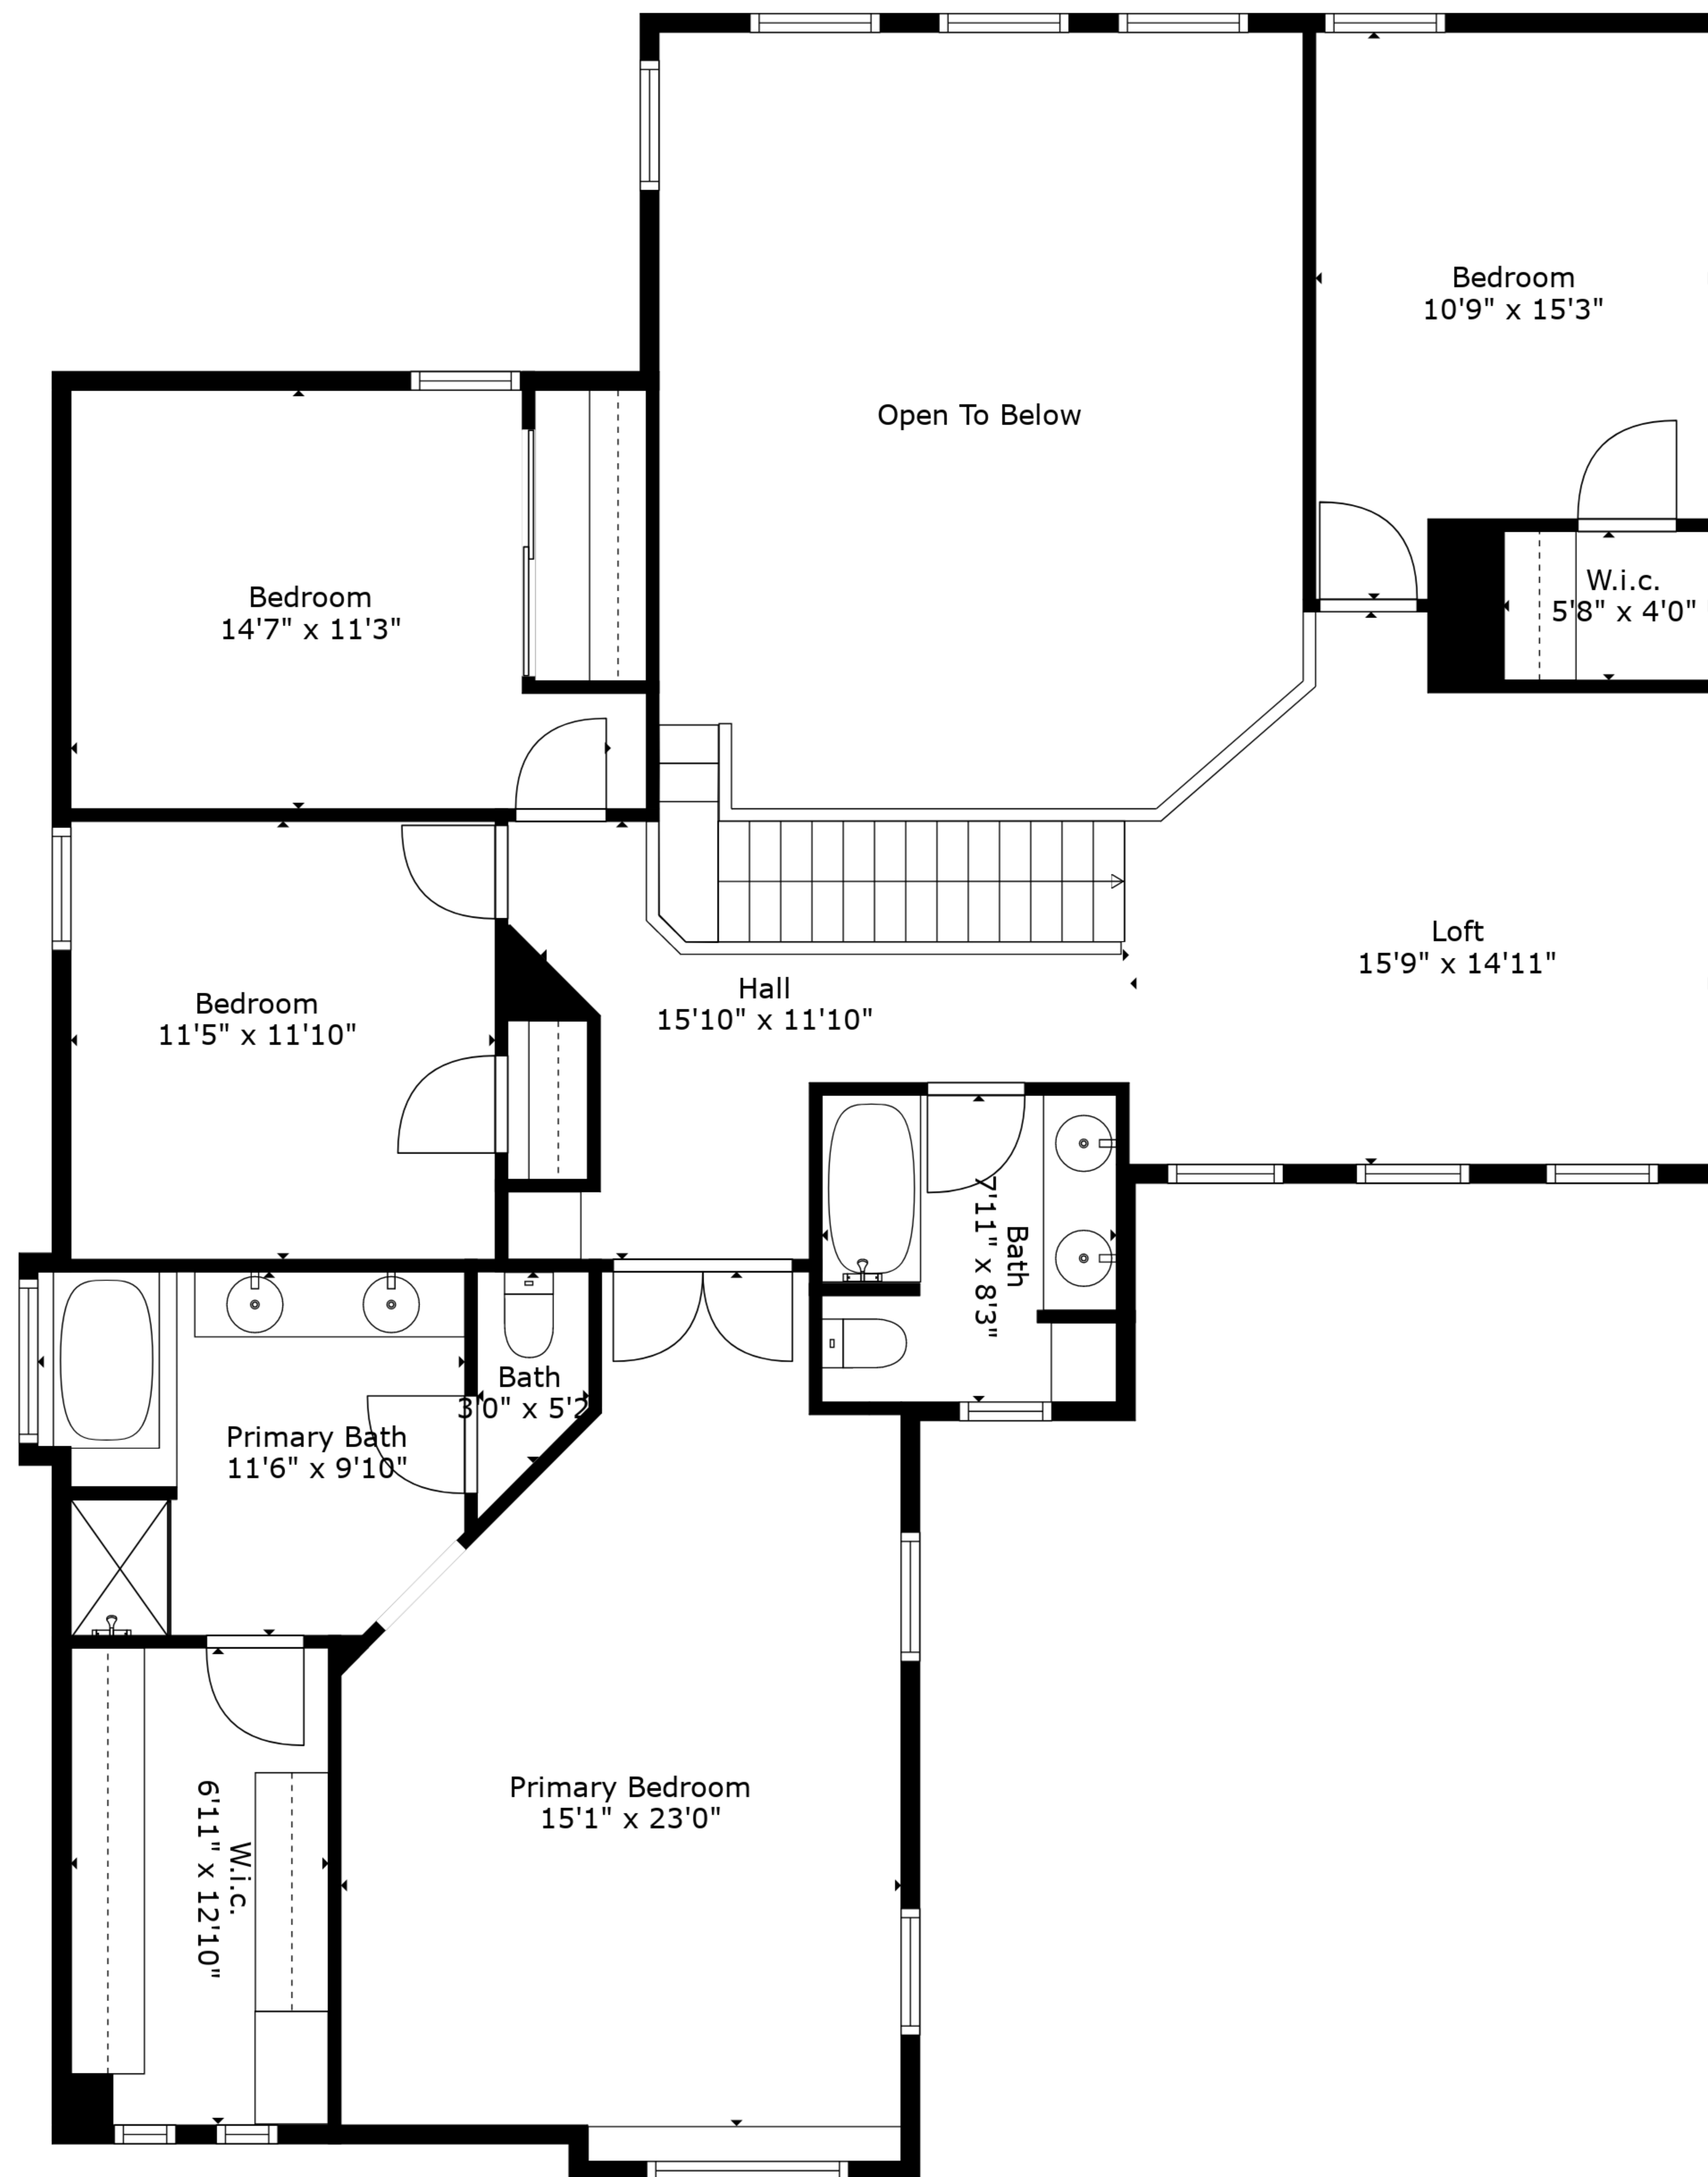 Bedroom
10'9" x 15'3"
Open To Below
W.i.c.
5'8" x 4'0"
Bedroom
14'7" x 11'3"
Loft
15'9" x 14'11"
Hall
15'10" x 11'10"
Bedroom
11'5" x 11'10"
Bath
7'11" x 8'3"
Bath
3'0" x 5'2
Primary Bath
11'6" x 9'10"
Primary Bedroom
15'1" x 23'0"
W.i.c.
6'11" x 12'10"